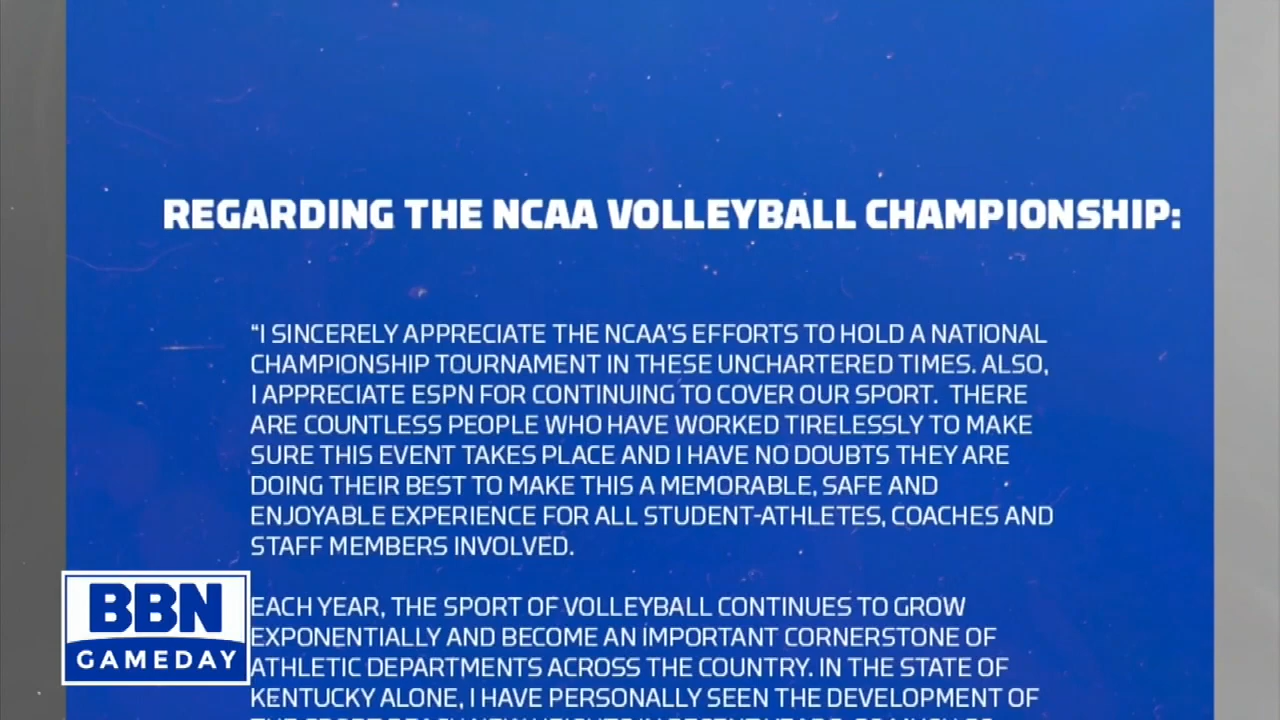 REGARDING THE NCAA VOLLEYBALL CHAMPIONSHIP:
“I SINCERELY APPRECIATE THE NCAA’S EFFORTS TO HOLD A NATIONAL
CHAMPIONSHIP TOURNAMENT IN THESE UNCHARTERED TIMES. ALSO,
I APPRECIATE ESPN FOR CONTINUING TO COVER OUR SPORT.  THERE
ARE COUNTLESS PEOPLE WHO HAVE WORKED TIRELESSLY TO MAKE
SURE THIS EVENT TAKES PLACE AND I HAVE NO DOUBTS THEY ARE
DOING THEIR BEST TO MAKE THIS A MEMORABLE, SAFE AND
ENJOYABLE EXPERIENCE FOR ALL STUDENT-ATHLETES, COACHES AND
STAFF MEMBERS INVOLVED.
EACH YEAR, THE SPORT OF VOLLEYBALL CONTINUES TO GROW
EXPONENTIALLY AND BECOME AN IMPORTANT CORNERSTONE OF
ATHLETIC DEPARTMENTS ACROSS THE COUNTRY. IN THE STATE OF
KENTUCKY ALONE, I HAVE PERSONALLY SEEN THE DEVELOPMENT OF
BBN
GAMEDAY